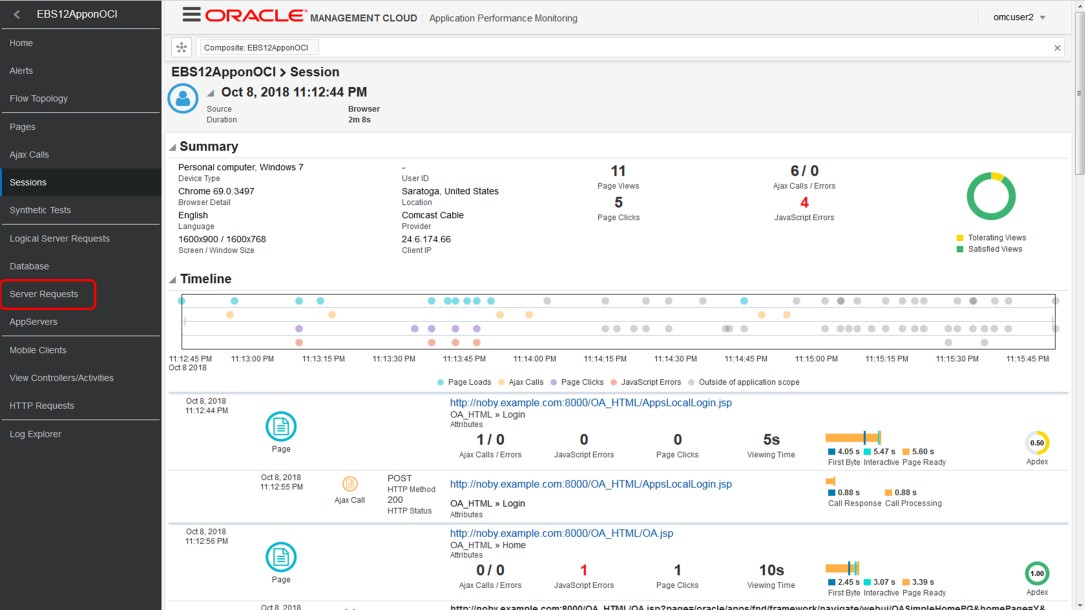 EBS12ApponOCI
Home
Alerts
Flow Topology
Pages
Ajax Calls
Sessions
Synthetic Tests
Logical Server Requests
Database
Server Requests
AppServers
Mobile Clients
View Controllers/Activities
HTTP Requests
Log Explorer
ORACLE MANAGEMENT CLOUD Application Performance Monitoring
omcuser2
Composite: EBS12ApponOCI
EBS12ApponOCI > Session
Oct 8, 2018 11:12:44 PM
Source Browser
Duration 2m 8s
Summary
Personal computer, Windows 7
Device Type
Chrome 69.0.3497
Browser Detail
English
Language
1600x900 / 1600x768
Screen / Window Size
-
User ID
Saratoga, United States
Location
Comcast Cable
Provider
24.6.174.66
Client IP
11
Page Views
5
Page Clicks
6/0
Ajax Calls / Errors
4
JavaScript Errors
Tolerating Views
Satisfied Views
Timeline
11:12:45 PM 11:13:00 PM 11:13:15 PM 11:13:30 PM 11:13:45 PM 11:14:00 PM 11:14:15 PM 11:14:30 PM 11:14:45 PM 11:15:00 PM 11:15:15 PM 11:15:30 PM 11:15:45 PM
Oct 8 2018
Page Loads Ajax Calls Page Clicks JavaScript Errors Outside of application scope
Oct 8, 2018
11:12:44 PM
Page
http://noby.example.com:8000/OA_HTML/AppsLocalLogin.jsp
OA_HTML » Login
Attributes
1/0 0 0 5s
Ajax Calls / Errors JavaScript Errors Page Clicks Viewing Time
4.05 s 5.47 s 5.60 s
First Byte Interactive Page Ready
0.50
Apdex
Oct 8, 2018
11:12:55 PM
Ajax Call
POST
HTTP Method
200
HTTP Status
http://noby.example.com:8000/OA_HTML/AppsLocalLogin.jsp
OA_HTML » Login
Attributes
0.88 s 0.88 s
Call Response Call Processing
Oct 8, 2018
11:12:56 PM
Page
http://noby.example.com:8000/OA_HTML/OA.jsp
OA_HTML » Home
Attributes
0/0 1 1 10s
Ajax Calls / Errors JavaScript Errors Page Clicks Viewing Time
2.45 s 3.07 s 3.39 s
First Byte Interactive Page Ready
1.00
Apdex
Oct 8, 2018
http://noby.example.com:8000/OA_HTML/OA.jsp?page=/oracle/apps/fnd/framework/navigate/webui/OASimpleHomePG&homePage=Y&